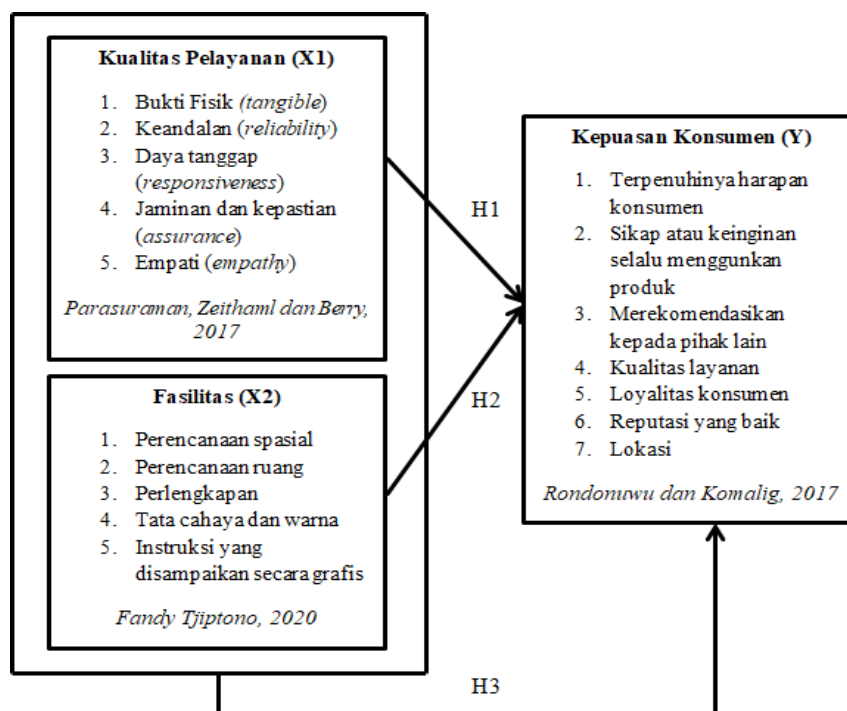 Kualitas Pelayanan (X1)
1. Bukti Fisik (tangible)
2. Keandalan (reliability)
3. Daya tanggap
(responsiveness)
4. Jaminan dan kepastian
(assurance)
5. Empati (empathy)
Parasuraman, Zeithaml dan Berry,
2017
Fasilitas (X2)
1. Perencanaan spasial
2. Perencanaan ruang
3. Perlengkapan
4. Tata cahaya dan warna
5. Instruksi yang
disampaikan secara grafis
Fandy Tjiptono, 2020
H1
H2
H3
Kepuasan Konsumen (Y)
1. Terpenuhinya harapan
konsumen
2. Sikap atau keinginan
selalu menggunkan
produk
3. Merekomendasikan
kepada pihak lain
4. Kualitas layanan
5. Loyalitas konsumen
6. Reputasi yang baik
7. Lokasi
Rondonuwu dan Komalig, 2017